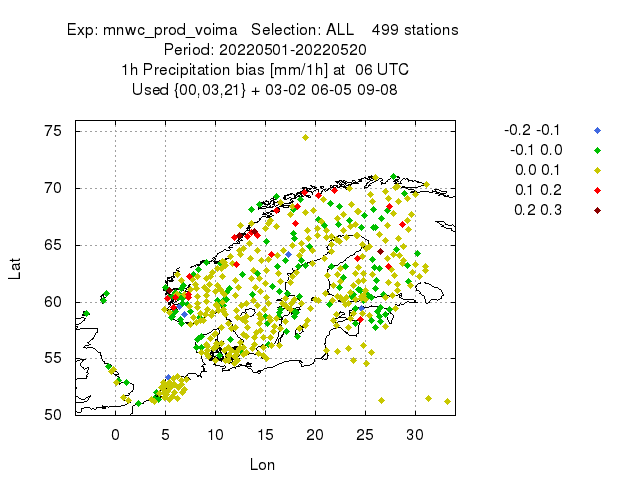 Exp: mnwc_prod_voima   Selection: ALL    499 stations
Period: 20220501-20220520
1h Precipitation bias [mm/1h] at  06 UTC
Used {00,03,21} + 03-02 06-05 09-08
-0.2 -0.1
-0.1 0.0
0.0 0.1
0.1 0.2
0.2 0.3
75
70
65
60
55
50
Lat
0 5 10 15 20 25 30
Lon